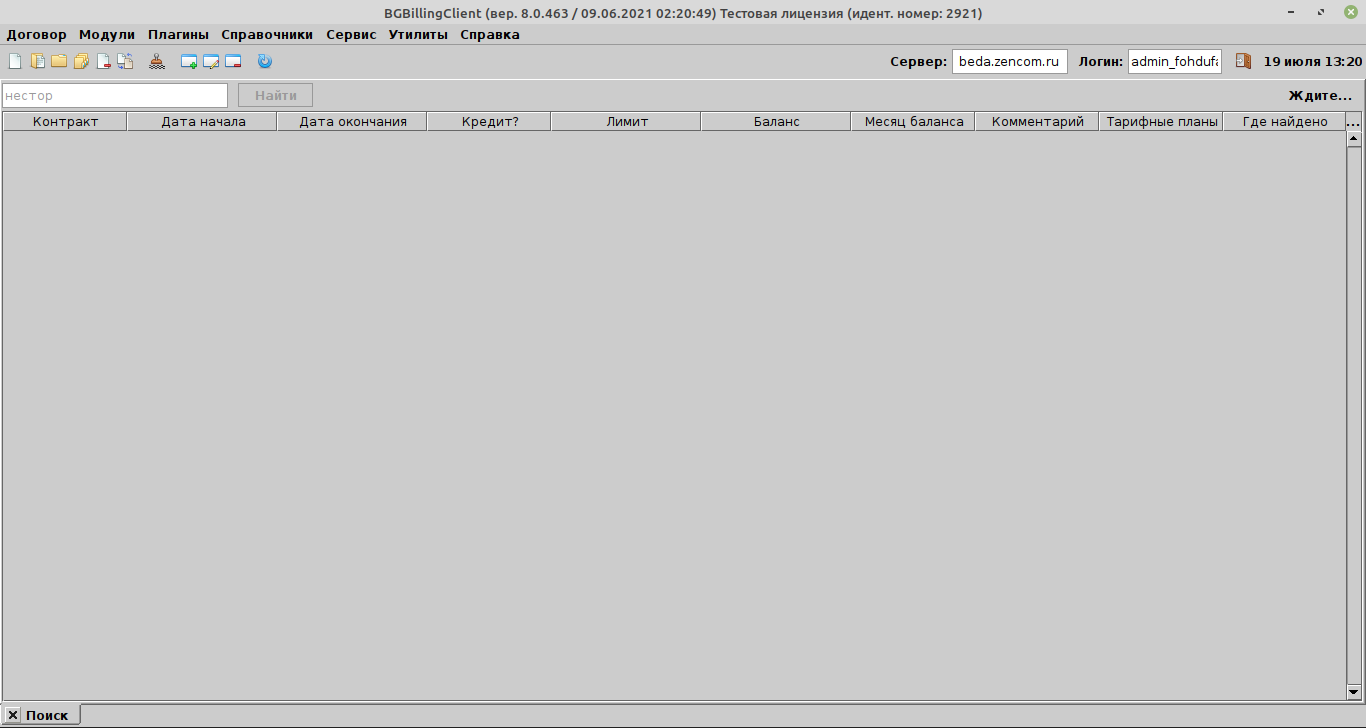 BGBillingClient (вер. 8.0.463 / 09.06.2021 02:20:49) Тестовая лицензия (идент. номер: 2921)
Договор Модули Плагины Справочники Сервис Утилиты Справка
Сервер: beda.zencom.ru Логин: admin_fohdufa 19 июля 13:20
нестор Найти Ждите...
Контракт Дата начала Дата окончания Кредит? Лимит Баланс Месяц баланса Комментарий Тарифные планы Где найдено ...
Поиск